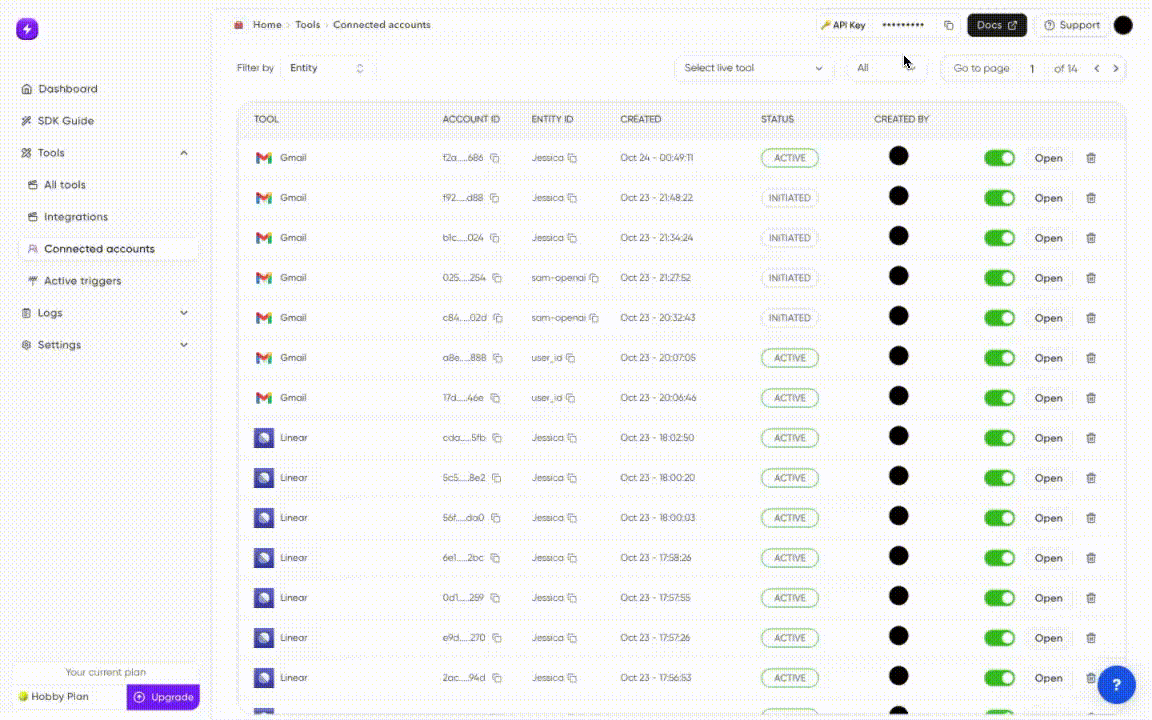 Home › Tools › Connected accounts
API Key ••••••••• Docs Support
Dashboard
SDK Guide
Tools
All tools
Integrations
Connected accounts
Active triggers
Logs
Settings
Your current plan
Hobby Plan Upgrade
Filter by Entity Select live tool All Go to page 1 of 14
TOOL ACCOUNT ID ENTITY ID CREATED STATUS CREATED BY
Gmail f2a.....686 Jessica Oct 24 - 00:49:11 ACTIVE Open
Gmail f92.....d88 Jessica Oct 23 - 21:48:22 INITIATED Open
Gmail b1c.....024 Jessica Oct 23 - 21:34:24 INITIATED Open
Gmail 025.....254 sam-openai Oct 23 - 21:27:52 INITIATED Open
Gmail c84.....02d sam-openai Oct 23 - 20:32:43 INITIATED Open
Gmail a8e.....888 user_id Oct 23 - 20:07:05 ACTIVE Open
Gmail 17d.....46e user_id Oct 23 - 20:06:46 ACTIVE Open
Linear cda.....5fb Jessica Oct 23 - 18:02:50 ACTIVE Open
Linear 5c5.....8e2 Jessica Oct 23 - 18:00:20 ACTIVE Open
Linear 56f.....da0 Jessica Oct 23 - 18:00:03 ACTIVE Open
Linear 6e1.....2bc Jessica Oct 23 - 17:58:26 ACTIVE Open
Linear 0d1.....259 Jessica Oct 23 - 17:57:55 ACTIVE Open
Linear e9d.....270 Jessica Oct 23 - 17:57:26 ACTIVE Open
Linear 2ac.....94d Jessica Oct 23 - 17:56:53 ACTIVE Open
?